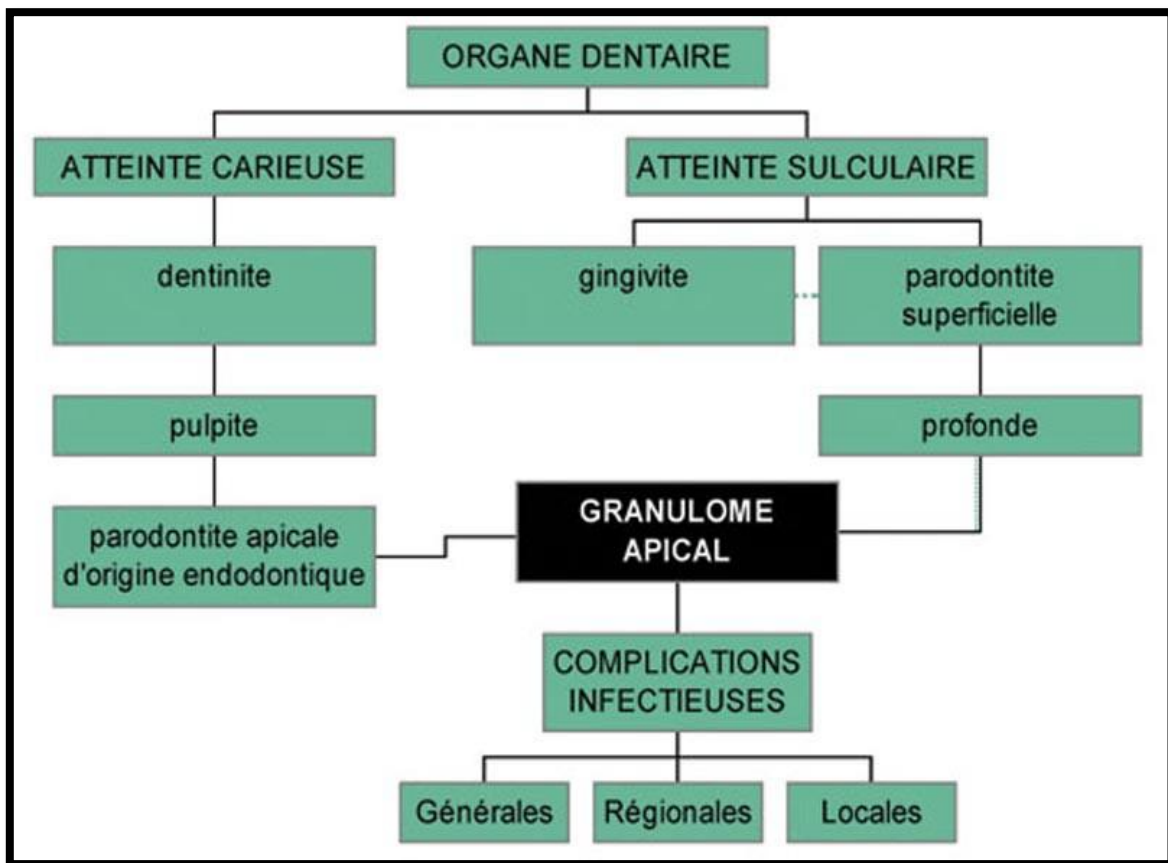 ORGANE DENTAIRE
ATTEINTE CARIEUSE
ATTEINTE SULCULAIRE
dentinite
gingivite
parodontite
superficielle
pulpite
profonde
parodontite apicale
d'origine endodontique
GRANULOME
APICAL
COMPLICATIONS
INFECTIEUSES
Générales
Régionales
Locales